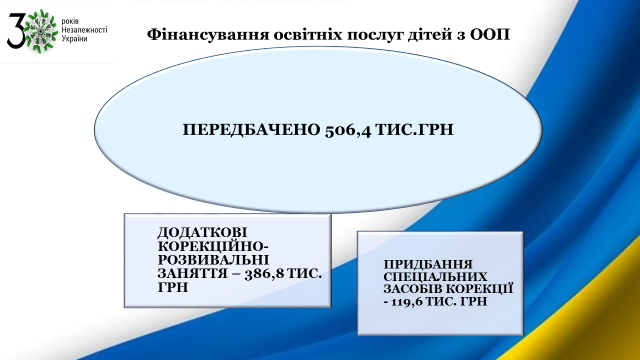 30 років
Незалежності
України
Фінансування освітніх послуг дітей з ООП
ПЕРЕДБАЧЕНО 506,4 ТИС.ГРН
ДОДАТКОВІ
КОРЕКЦІЙНО-
РОЗВИВАЛЬНІ
ЗАНЯТТЯ – 386,8 ТИС.
ГРН
ПРИДБАННЯ
СПЕЦІАЛЬНИХ
ЗАСОБІВ КОРЕКЦІЇ
- 119,6 ТИС. ГРН